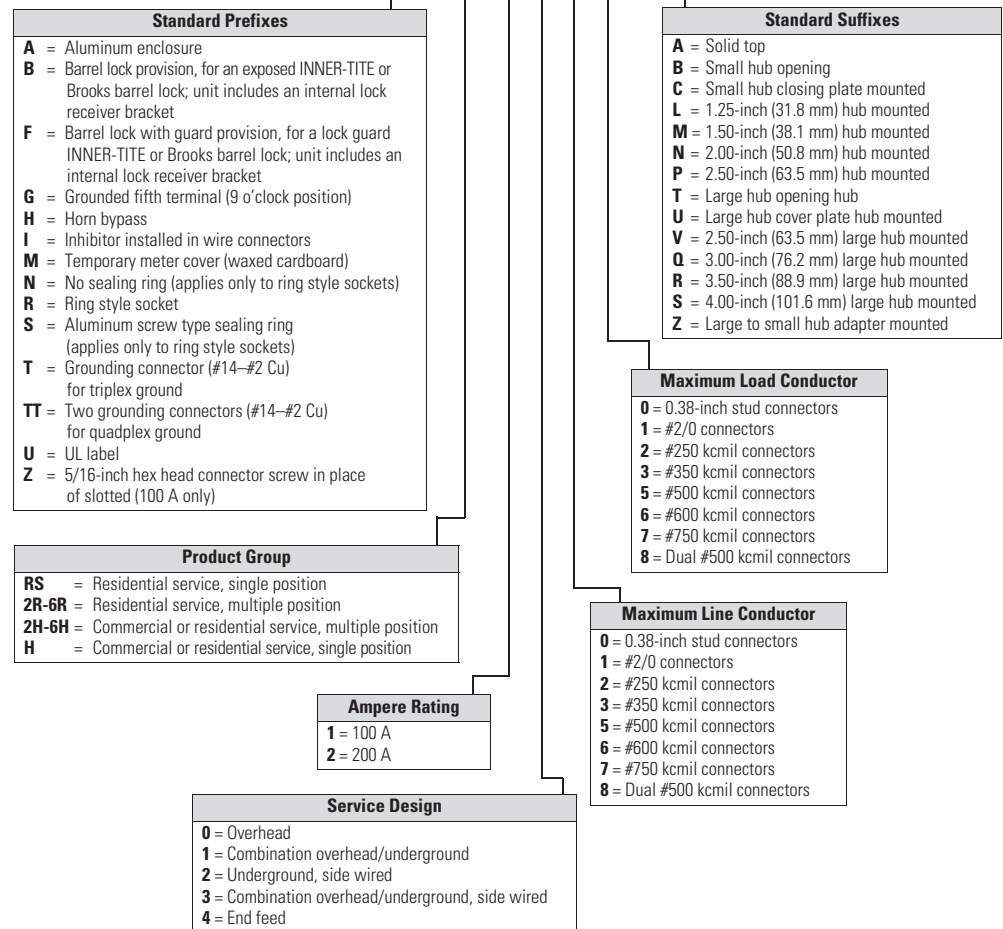 Standard Prefixes
A = Aluminum enclosure
B = Barrel lock provision, for an exposed INNER-TITE or
Brooks barrel lock; unit includes an internal lock
receiver bracket
F = Barrel lock with guard provision, for a lock guard
INNER-TITE or Brooks barrel lock; unit includes an
internal lock receiver bracket
G = Grounded fifth terminal (9 o'clock position)
H = Horn bypass
I = Inhibitor installed in wire connectors
M = Temporary meter cover (waxed cardboard)
N = No sealing ring (applies only to ring style sockets)
R = Ring style socket
S = Aluminum screw type sealing ring
(applies only to ring style sockets)
T = Grounding connector (#14–#2 Cu)
for triplex ground
TT = Two grounding connectors (#14–#2 Cu)
for quadplex ground
U = UL label
Z = 5/16-inch hex head connector screw in place
of slotted (100 A only)
Standard Suffixes
A = Solid top
B = Small hub opening
C = Small hub closing plate mounted
L = 1.25-inch (31.8 mm) hub mounted
M = 1.50-inch (38.1 mm) hub mounted
N = 2.00-inch (50.8 mm) hub mounted
P = 2.50-inch (63.5 mm) hub mounted
T = Large hub opening hub
U = Large hub cover plate hub mounted
V = 2.50-inch (63.5 mm) large hub mounted
Q = 3.00-inch (76.2 mm) large hub mounted
R = 3.50-inch (88.9 mm) large hub mounted
S = 4.00-inch (101.6 mm) large hub mounted
Z = Large to small hub adapter mounted
Maximum Load Conductor
0 = 0.38-inch stud connectors
1 = #2/0 connectors
2 = #250 kcmil connectors
3 = #350 kcmil connectors
5 = #500 kcmil connectors
6 = #600 kcmil connectors
7 = #750 kcmil connectors
8 = Dual #500 kcmil connectors
Product Group
RS = Residential service, single position
2R-6R = Residential service, multiple position
2H-6H = Commercial or residential service, multiple position
H = Commercial or residential service, single position
Maximum Line Conductor
0 = 0.38-inch stud connectors
1 = #2/0 connectors
2 = #250 kcmil connectors
3 = #350 kcmil connectors
5 = #500 kcmil connectors
6 = #600 kcmil connectors
7 = #750 kcmil connectors
8 = Dual #500 kcmil connectors
Ampere Rating
1 = 100 A
2 = 200 A
Service Design
0 = Overhead
1 = Combination overhead/underground
2 = Underground, side wired
3 = Combination overhead/underground, side wired
4 = End feed